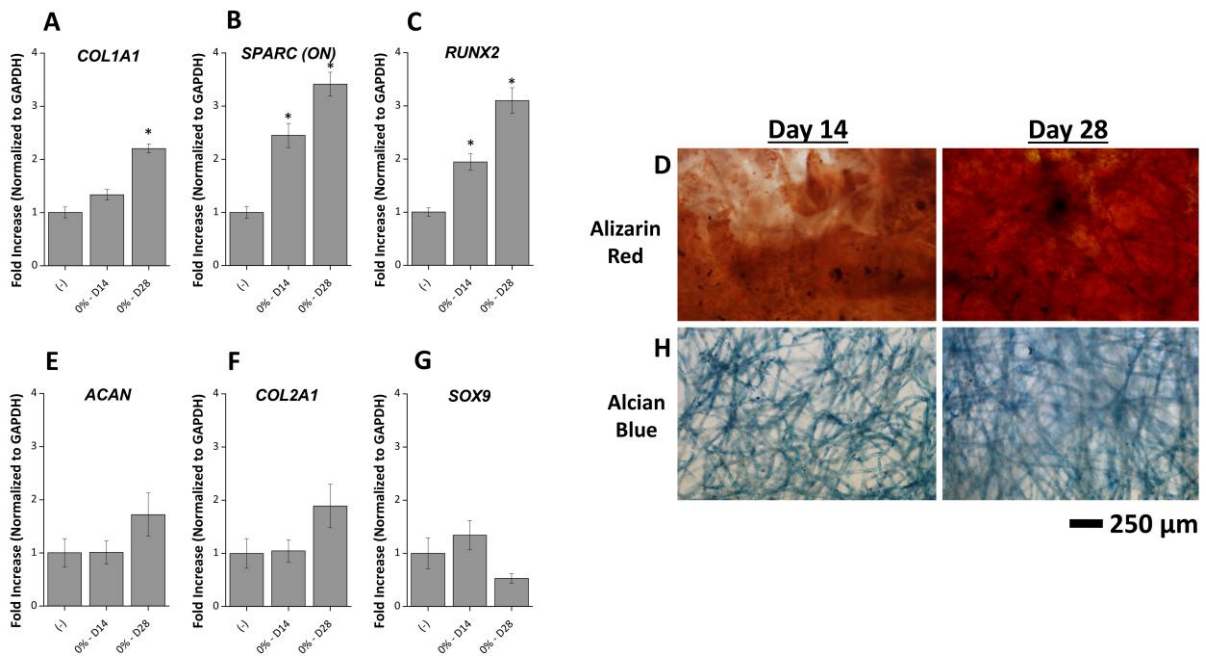 A
COL1A1
Fold Increase (Normalized to GAPDH)
4
3
2
1
0
*
(-)
0% - D14
0% - D28
B
SPARC (ON)
4
3
2
1
0
*
*
(-)
0% - D14
0% - D28
C
RUNX2
Fold Increase (Normalized to GAPDH)
4
3
2
1
0
*
*
(-)
0% - D14
0% - D28
Fold Increase (Normalized to GAPDH)
Day 14
Day 28
D
Alizarin
Red
H
Alcian
Blue
250 µm
E
ACAN
Fold Increase (Normalized to GAPDH)
4
3
2
1
0
(-)
0% - D14
0% - D28
F
COL2A1
Fold Increase (Normalized to GAPDH)
4
3
2
1
0
(-)
0% - D14
0% - D28
G
SOX9
Fold Increase (Normalized to GAPDH)
4
3
2
1
0
(-)
0% - D14
0% - D28